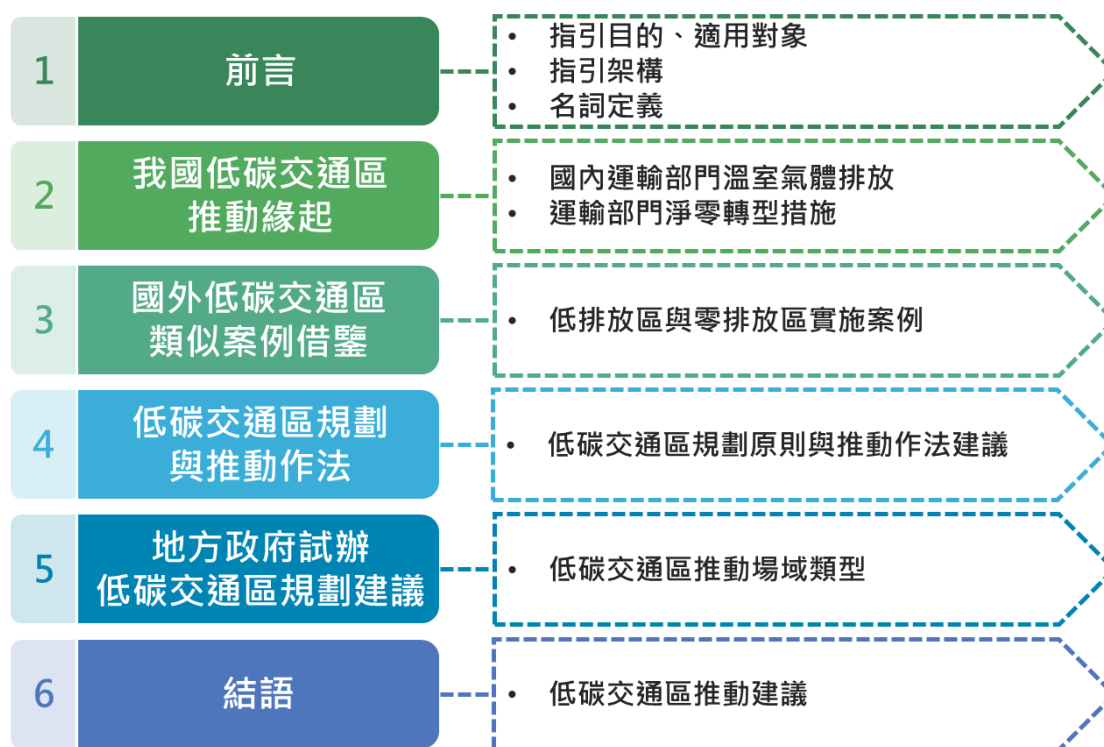 1
前言
• 指引目的、適用對象
• 指引架構
• 名詞定義
2
我國低碳交通區
推動緣起
• 國內運輸部門溫室氣體排放
• 運輸部門淨零轉型措施
3
國外低碳交通區
類似案例借鑒
• 低排放區與零排放區實施案例
4
低碳交通區規劃
與推動作法
• 低碳交通區規劃原則與推動作法建議
5
地方政府試辦
低碳交通區規劃建議
• 低碳交通區推動場域類型
6
結語
• 低碳交通區推動建議